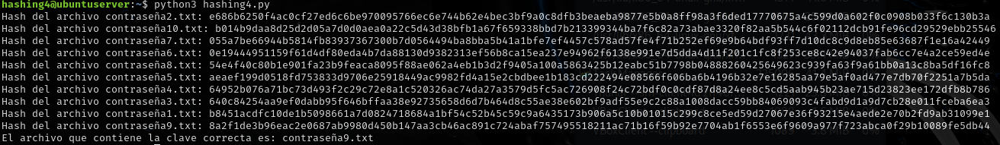 hashing4@ubuntuserver:~$ python3 hashing4.py
Hash del archivo contraseña2.txt: e686b6250f4ac0cf27ed6c6be970095766ec6e744b62e4bec3bf9a0c8dfb3beaeba9877e5b0a8ff98a3f6ded17770675a4c599d0a602f0c0908b033f6c130b3a
Hash del archivo contraseña10.txt: b014b9daa8d25d2d05a7d0d0aea0a22c5d43d38bfb1a67f659338bbd7b213399344ba7f6c82a73abae3320f82aa5b544c6f02112dcb91fe96cd29529ebb25546
Hash del archivo contraseña7.txt: 055a7be66944b5814fb83937367300b7d0564494ba8bba5b41a1bfe7ef4457c578ad57fe4f71b252ef69e9b64bdf93ff7d10dc8c9d8eb85e63687f1e16a42449
Hash del archivo contraseña6.txt: 0e19444951159f61d4df80eda4b7da88130d9382313ef56b8ca15ea237e94962f6138e991e7d5dda4d11f201c1fc8f253ce8c42e94037fab6cc7e4a2ce59ed4e
Hash del archivo contraseña8.txt: 54e4f40c80b1e901fa23b9feaca8095f88ae062a4eb1b3d2f9405a100a5863425b12eabc51b7798b0488826042564962​3c939fa63f9a61bb0a13c8ba5df16fc8
Hash del archivo contraseña5.txt: aeaef199d0518fd753833d9706e25918449ac9982fd4a15e2cbdbee1b183cd222494e08566f606ba6b4196b32e7e16285aa79e5af0ad477e7db70f2251a7b5da
Hash del archivo contraseña4.txt: 64952b076a71bc73d493f2c29c72e8a1c520326ac74da27a3579d5fc5ac726908f24c72bdf0c0cdf87d8a24ee8c5cd5aab945b23ae715d23823ee172dfb8b786
Hash del archivo contraseña3.txt: 640c84254aa9ef0dabb95f646bffaa38e92735658d6d7b464d8c55ae38e602bf9adf55e9c2c88a1008dacc59bb84069093c4fabd9d1a9d7cb28e011fceba6ea3
Hash del archivo contraseña1.txt: b8451acdfc10de1b5098661a7d0824718684a1bf54c52b45c59c9a6435173b906a5c10b01015c299c8ce5ed59d27067e36f93215e4aede2e70b2fd9ab31099e1
Hash del archivo contraseña9.txt: 8a2f1de3b96eac2e0687ab9980d450b147aa3cb46ac891c724abaf757495518211ac71b16f59b92e7704ab1f6553e6f9609a977f723abca0f29b10089fe5db44
El archivo que contiene la clave correcta es: contraseña9.txt